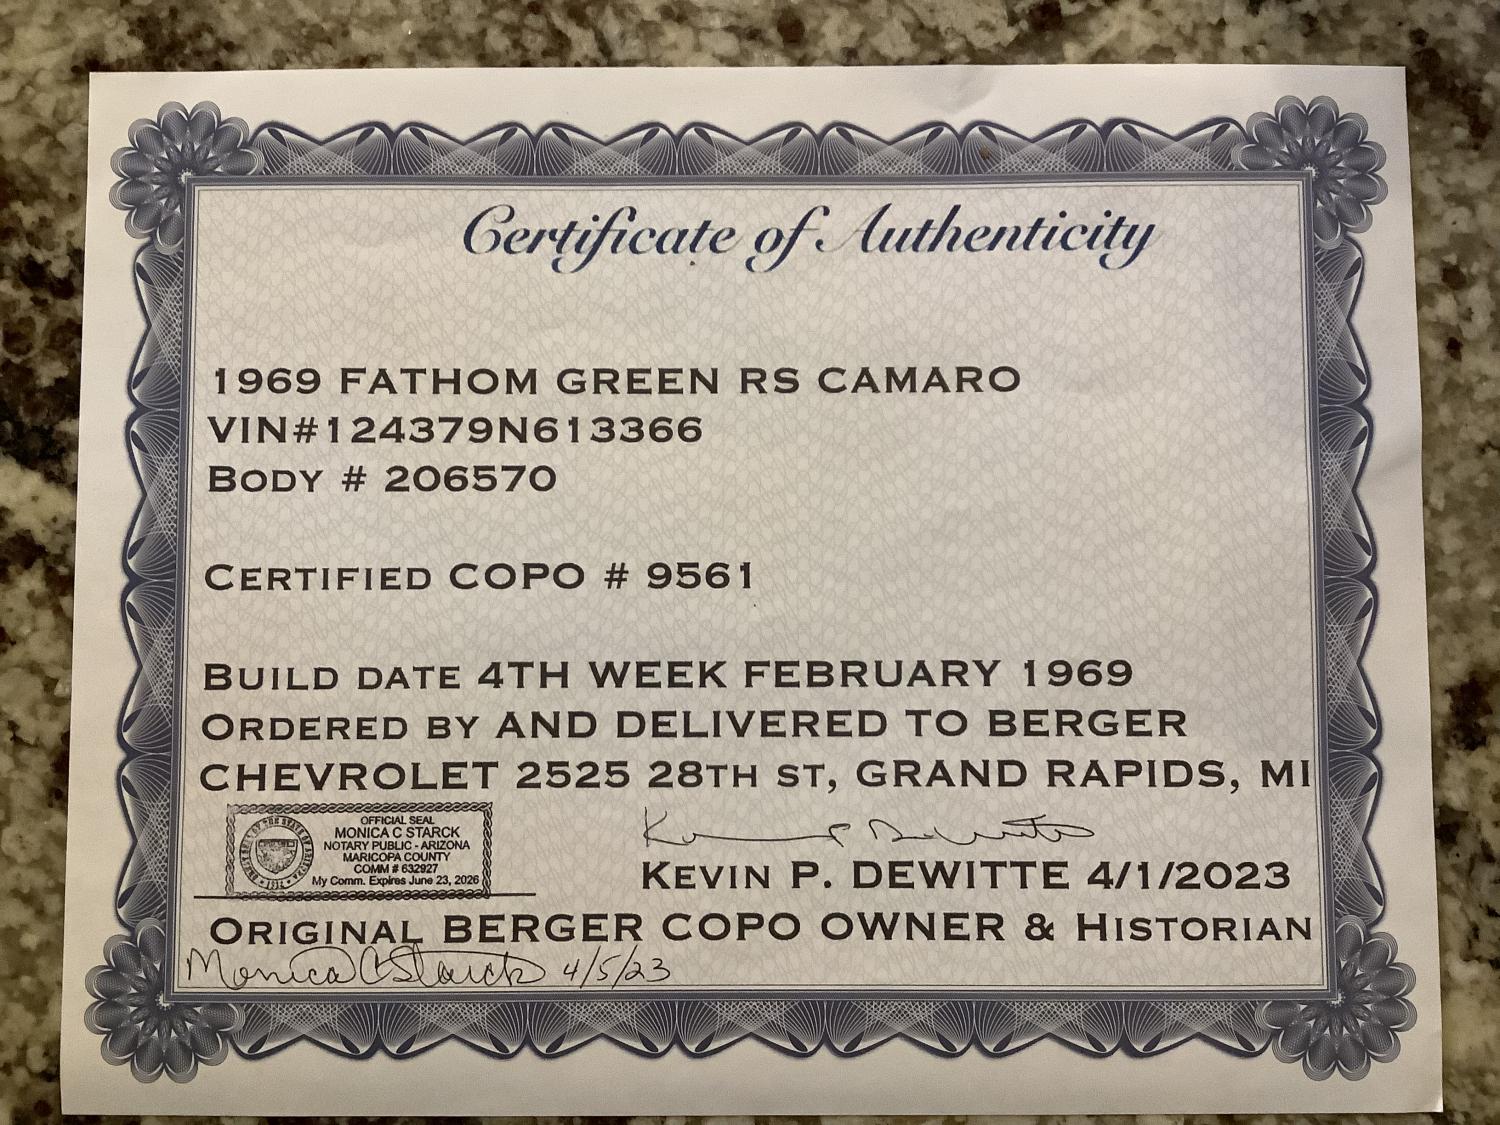 Certificate of Authenticity
1969 FATHOM GREEN RS CAMARO
VIN#124379N613366
BODY # 206570
CERTIFIED COPO # 9561
BUILD DATE 4TH WEEK FEBRUARY 1969
ORDERED BY AND DELIVERED TO BERGER
CHEVROLET 2525 28TH ST, GRAND RAPIDS, MI
OFFICIAL SEAL
MONICA C STARCK
NOTARY PUBLIC - ARIZONA
MARICOPA COUNTY
COMM # 632927
My Comm. Expires June 23, 2026
KEVIN P. DEWITTE 4/1/2023
ORIGINAL BERGER COPO OWNER & HISTORIAN
Monica C Starck 4/5/23